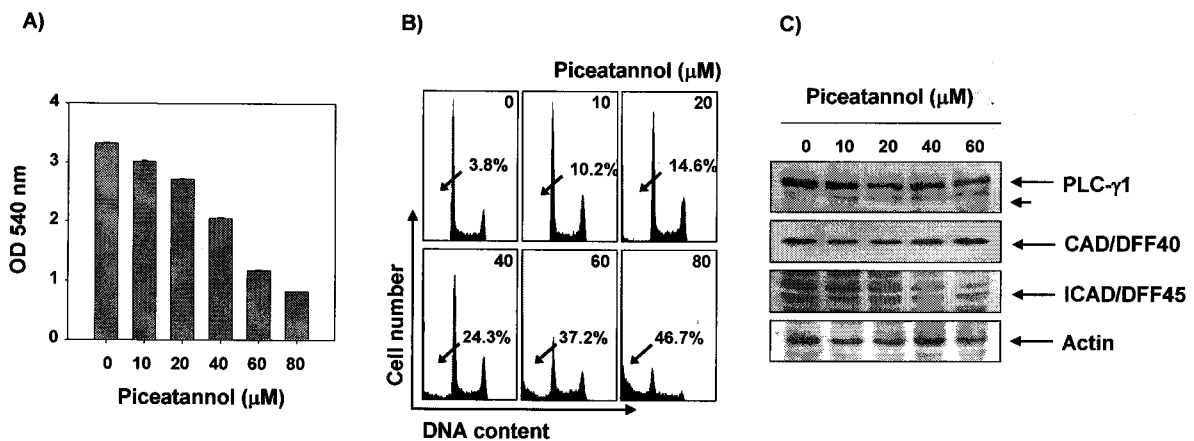 A)
OD 540 nm
4
3
2
1
0
0 10 20 40 60 80
Piceatannol (μM)
B)
Piceatannol (μM)
0 10 20
3.8% 10.2% 14.6%
40 60 80
24.3% 37.2% 46.7%
Cell number
DNA content
C)
Piceatannol (μM)
0 10 20 40 60
PLC-γ1
CAD/DFF40
ICAD/DFF45
Actin